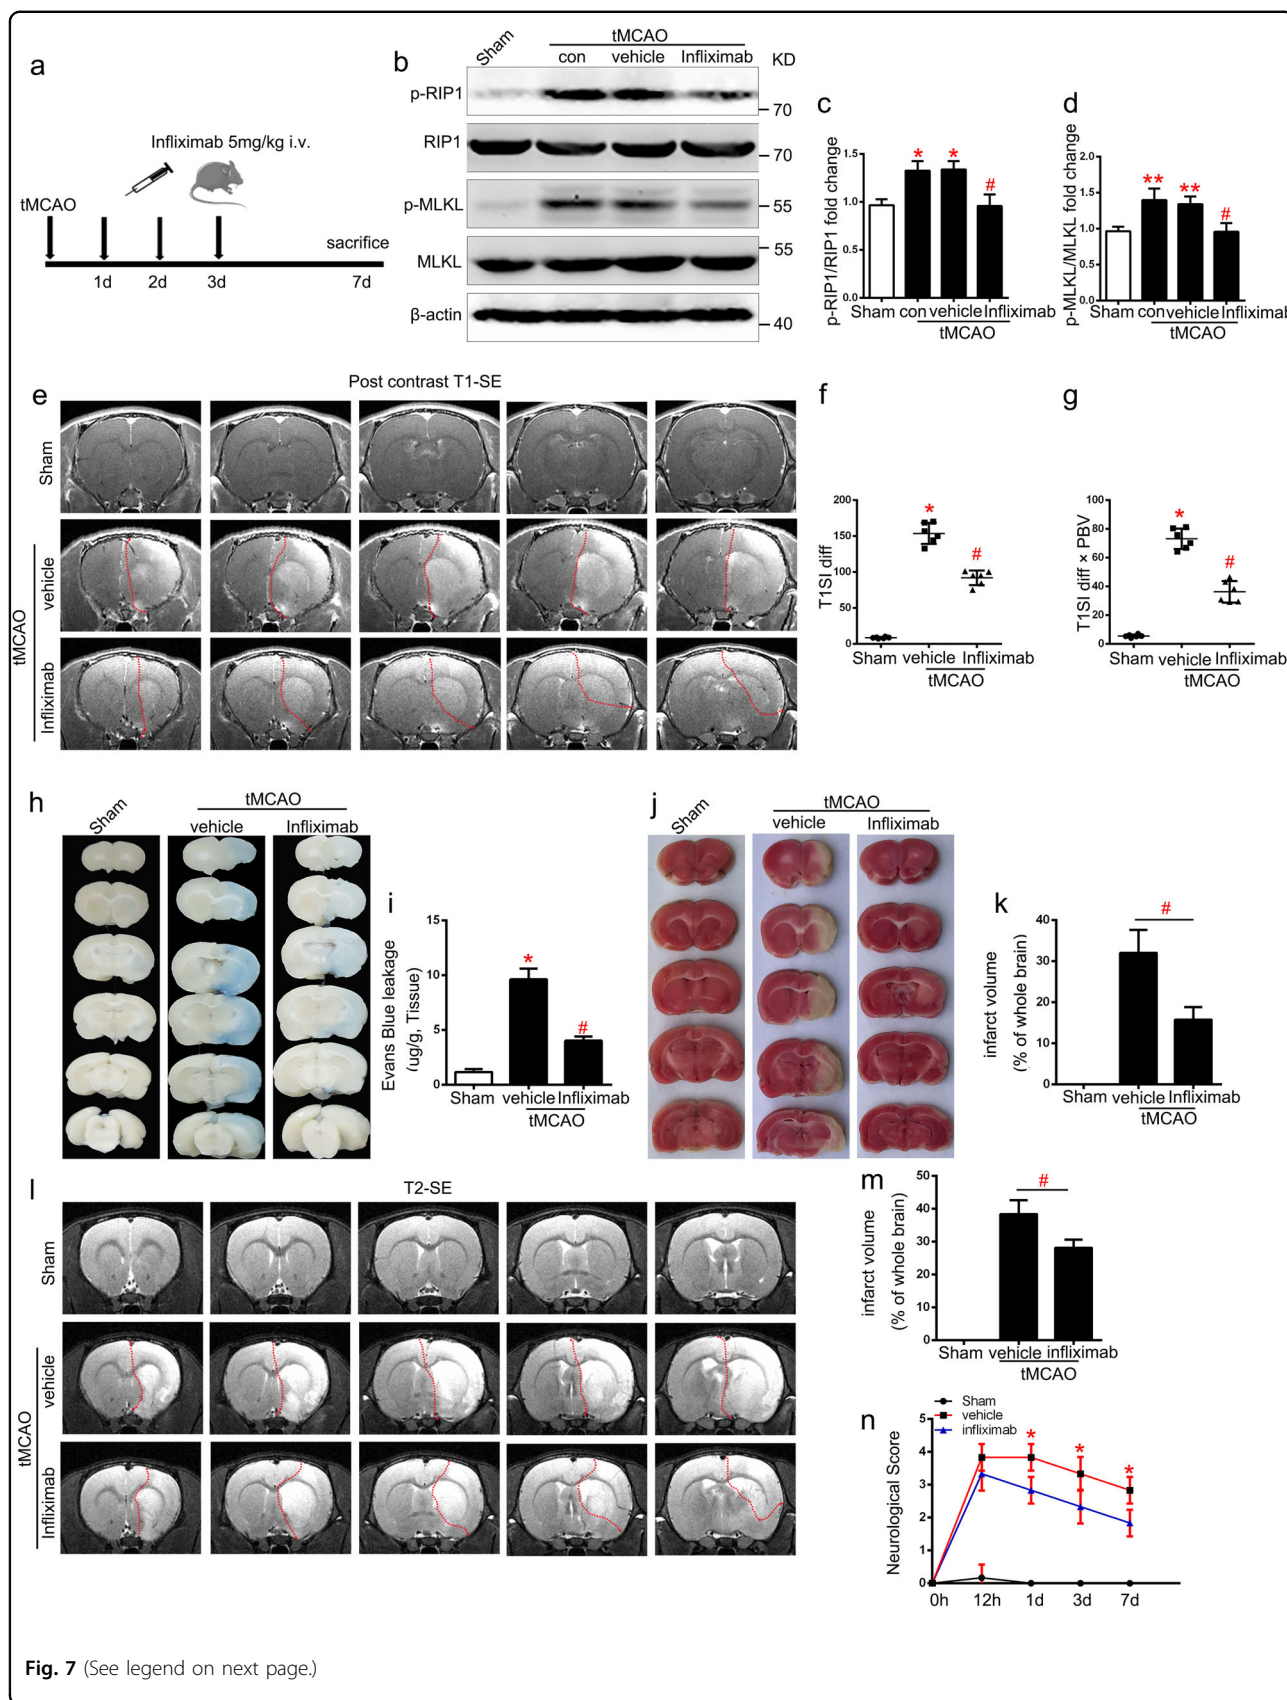 a
Infliximab 5mg/kg i.v.
tMCAO
sacrifice
1d 2d 3d 7d
b
Sham
tMCAO
con vehicle Infliximab KD
p-RIP1
70
RIP1
70
p-MLKL
55
55
MLKL
β-actin
40
c
p-RIP1/RIP1 fold change
1.5
1.0
0.5
0.0
* * #
Sham con vehicle Infliximab
tMCAO
d
p-MLKL/MLKL fold change
1.5
1.0
0.5
0.0
** ** #
Sham con vehicle Infliximab
tMCAO
e
Post contrast T1-SE
Sham
tMCAO
vehicle
Infliximab
f
T1SI diff
200
150
100
50
0
* #
Sham vehicle Infliximab
tMCAO
g
T1SI diff × PBV
100
80
60
40
20
0
* #
Sham vehicle Infliximab
tMCAO
h
Sham
tMCAO
vehicle Infliximab
i
Evans Blue leakage
(ug/g, Tissue)
15
10
5
0
* #
Sham vehicle Infliximab
tMCAO
j
Sham
tMCAO
vehicle Infliximab
k
infarct volume
(% of whole brain)
40
30
20
10
0
#
Sham vehicle Infliximab
tMCAO
l
T2-SE
Sham
tMCAO
vehicle
Infliximab
m
infarct volume
(% of whole brain)
50
40
30
20
10
0
#
Sham vehicle infliximab
tMCAO
n
Sham
vehicle
infliximab
Neurological Score
5
4
3
2
1
0
* * *
0h 12h 1d 3d 7d
Fig. 7 (See legend on next page.)